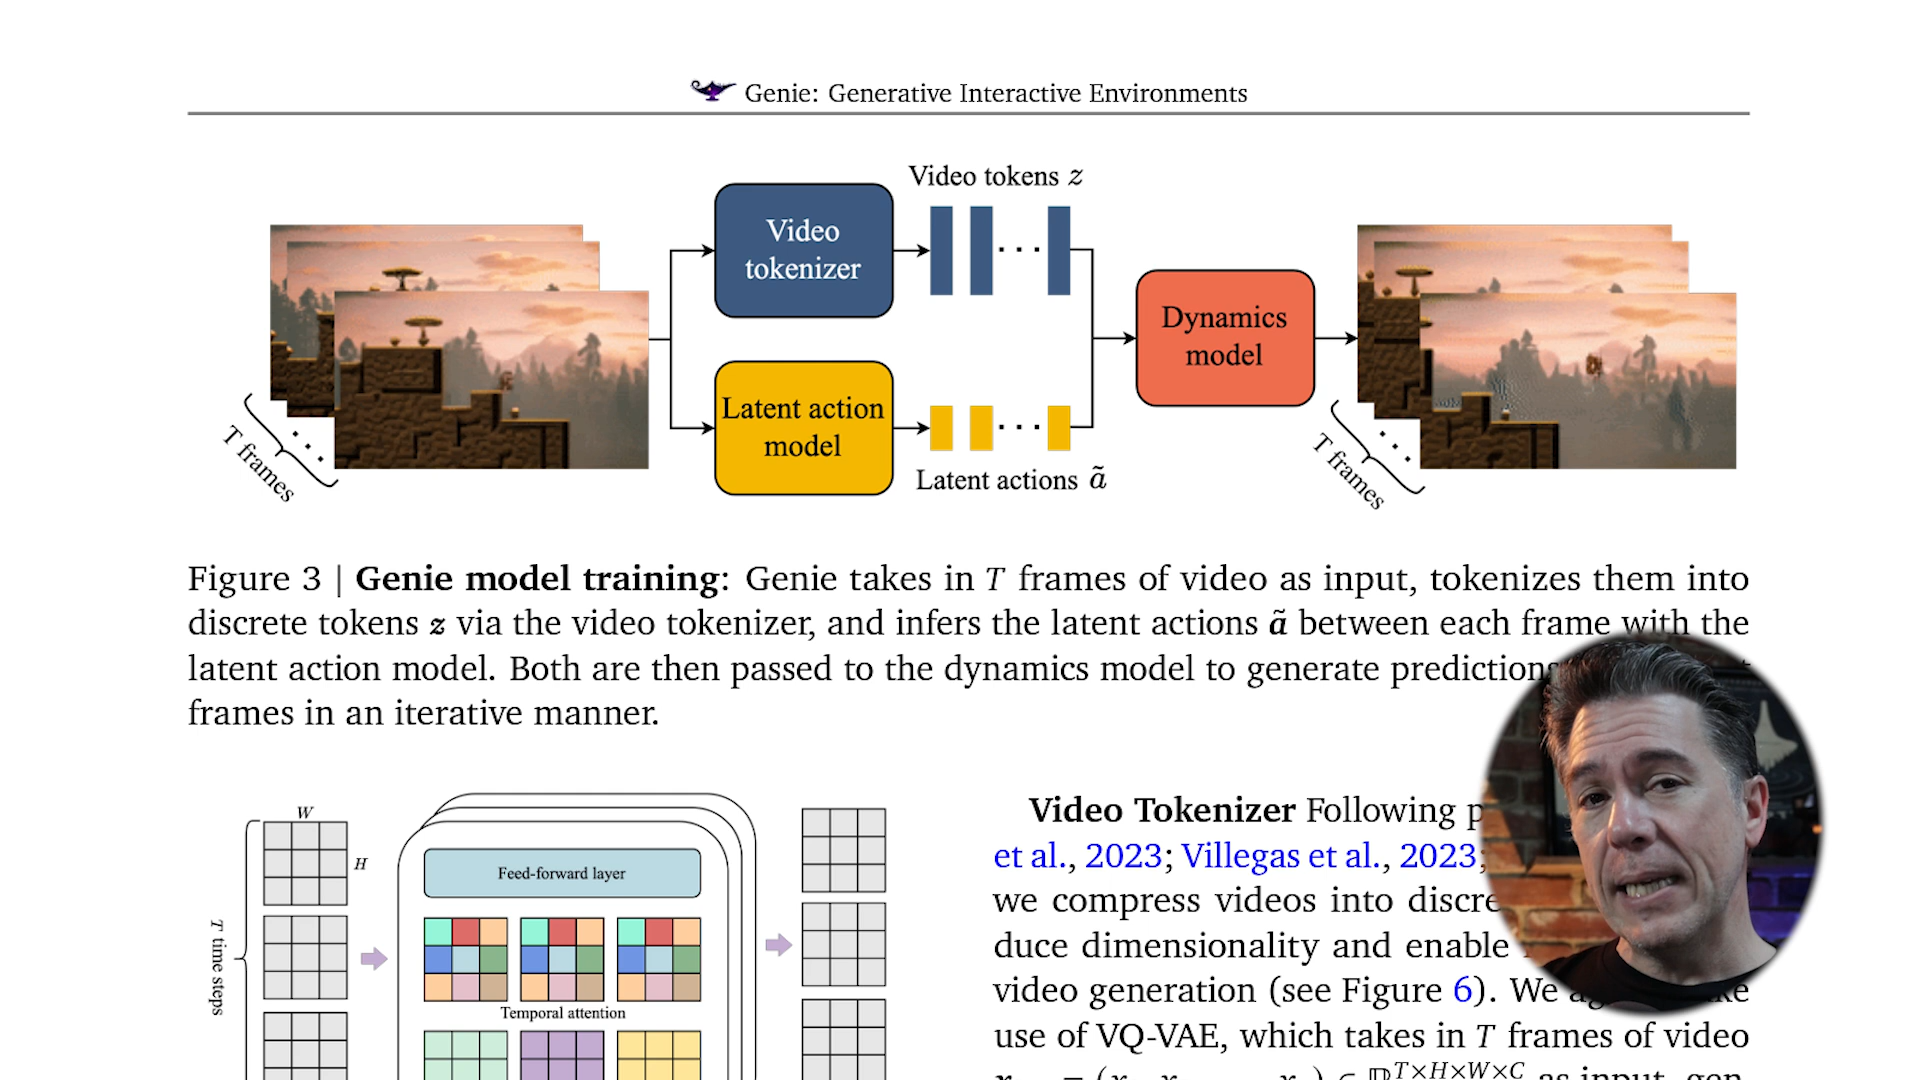 Genie: Generative Interactive Environments
Video tokens z
Video
tokenizer
Dynamics
model
Latent action
model
Latent actions ã
T frames
T frames
Figure 3 | Genie model training: Genie takes in T frames of video as input, tokenizes them into
discrete tokens z via the video tokenizer, and infers the latent actions ã between each frame with the
latent action model. Both are then passed to the dynamics model to generate predictions
frames in an iterative manner.
W
H
T time steps
Feed-forward layer
Temporal attention
Video Tokenizer Following
et al., 2023; Villegas et al., 2023;
we compress videos into
duce dimensionality and enable
video generation (see Figure 6). We
use of VQ-VAE, which takes in T frames of video
T×H×W×C as input,